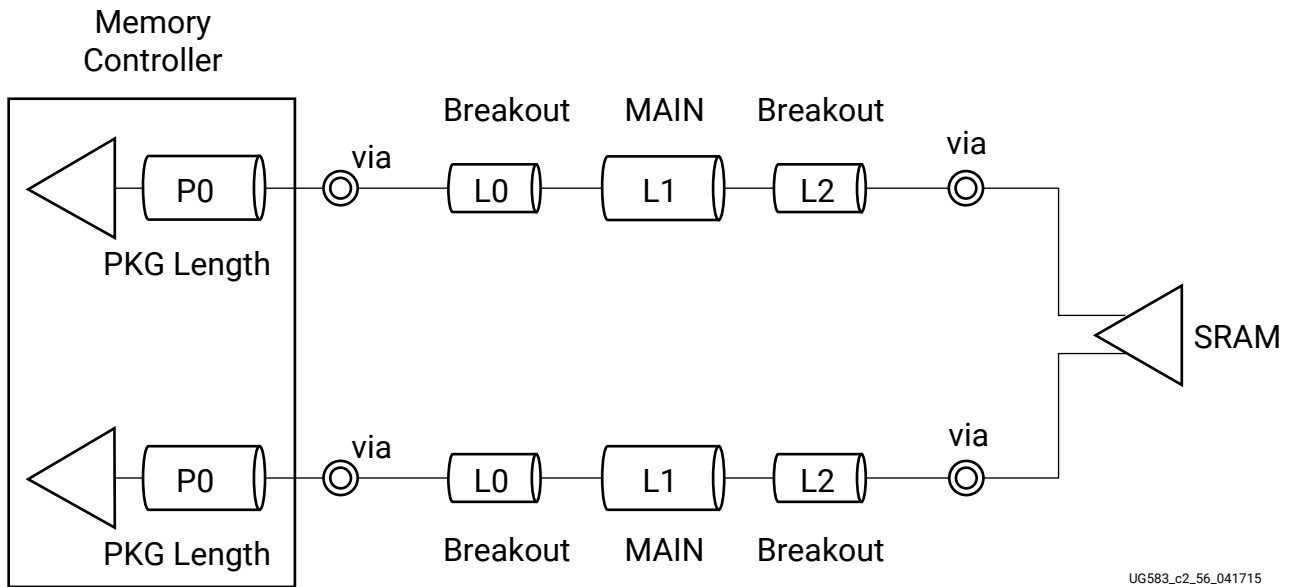 Memory
Controller
Breakout MAIN Breakout
via via
P0 L0 L1 L2
PKG Length
SRAM
via via
P0 L0 L1 L2
PKG Length Breakout MAIN Breakout
UG583_c2_56_041715